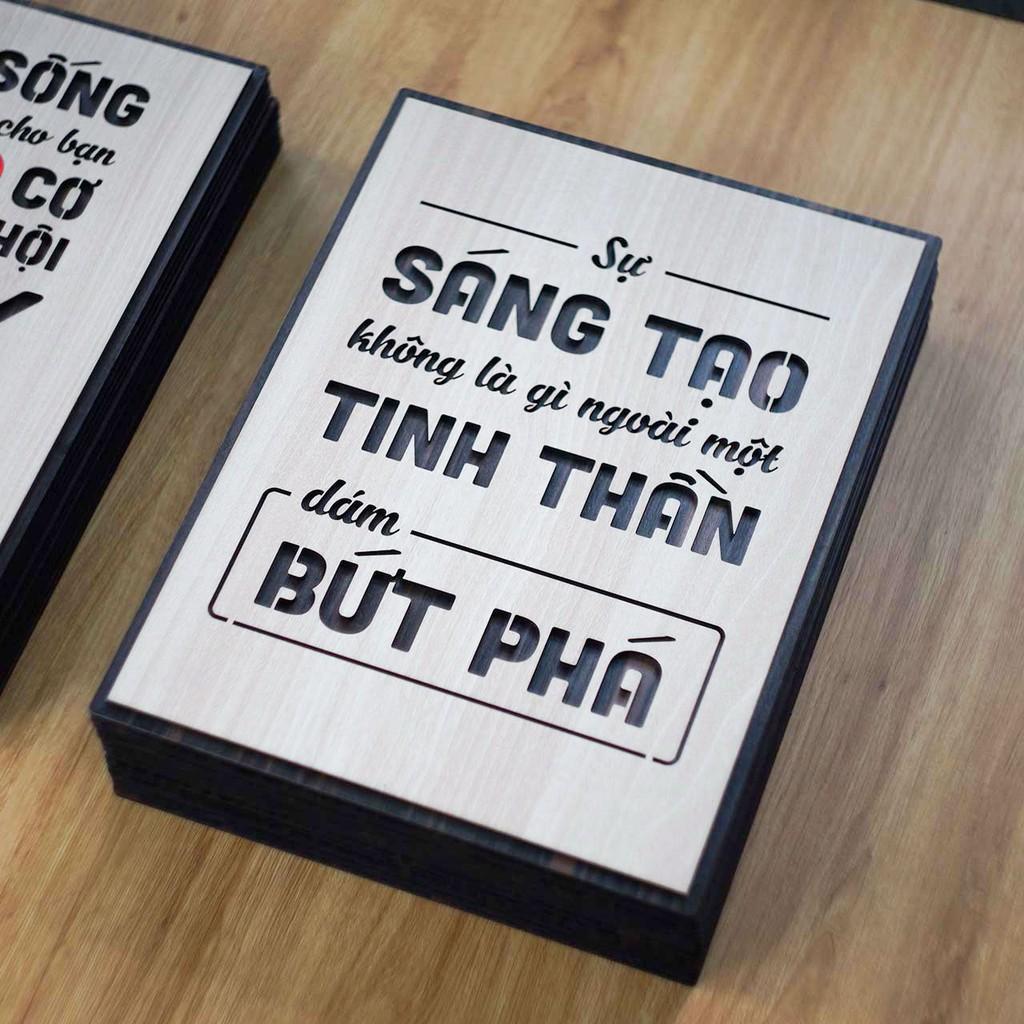 SỐNG
cho bạn
CƠ
HỘI
Sự
SÁNG TẠO
không là gì ngoài một
TINH THẦN
dám
BỨT PHÁ